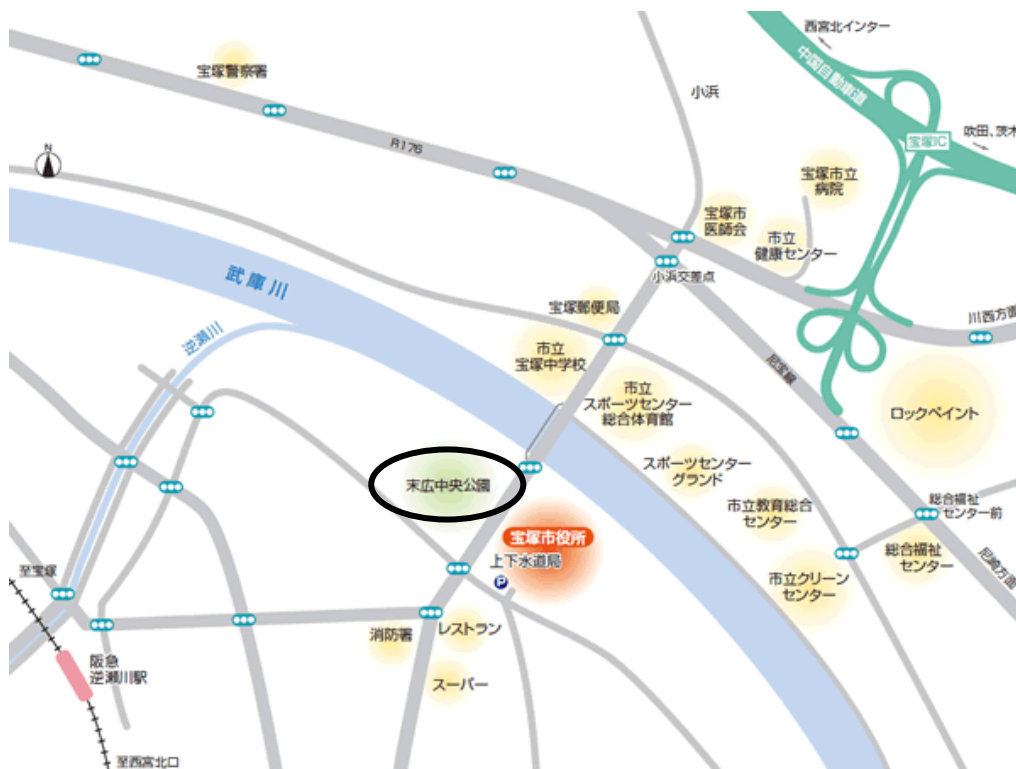 西宮北インター
中国自動車道
宝塚警察署
小浜
吹田、茨木
宝塚IC
R176
N
宝塚市立
病院
宝塚市
医師会
市立
健康センター
小浜交差点
武庫川
宝塚郵便局
川西方面
逆瀬川
市立
宝塚中学校
尼宝線
市立
スポーツセンター
総合体育館
ロックペイント
スポーツセンター
グランド
末広中央公園
市立教育総合
センター
総合福祉
センター前
宝塚市役所
上下水道局
P
総合福祉
センター
尼崎方面
市立クリーン
センター
至宝塚
消防署
レストラン
阪急
逆瀬川駅
スーパー
至西宮北口